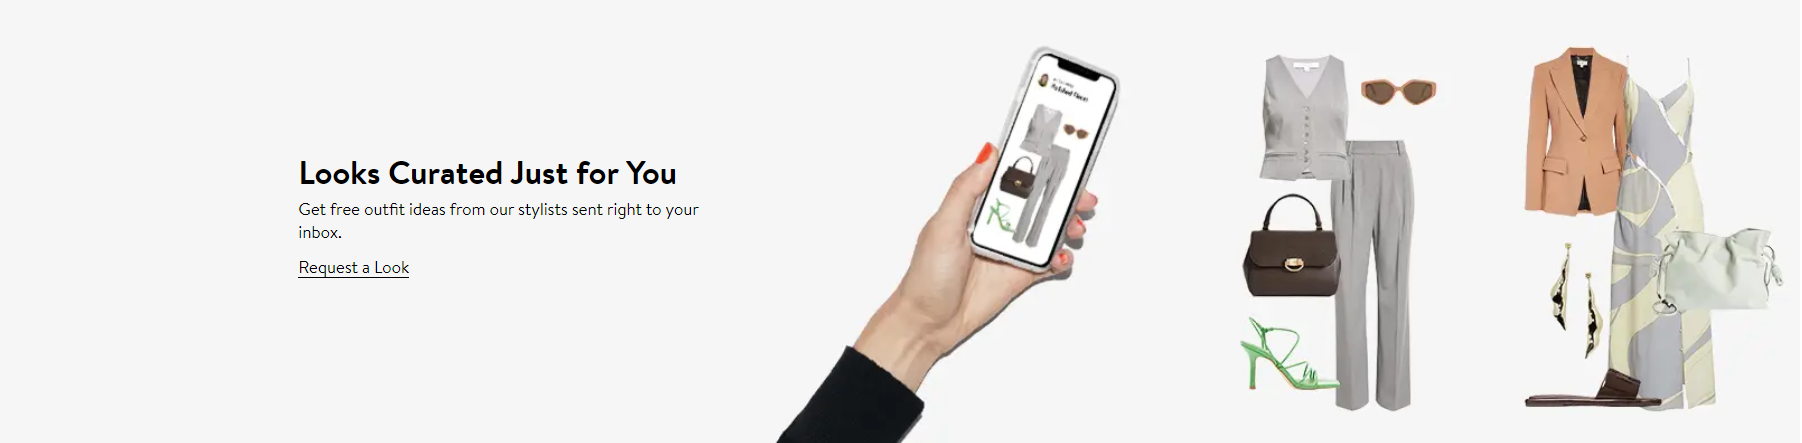 Looks Curated Just for You
Get free outfit ideas from our stylists sent right to your
inbox.
Request a Look